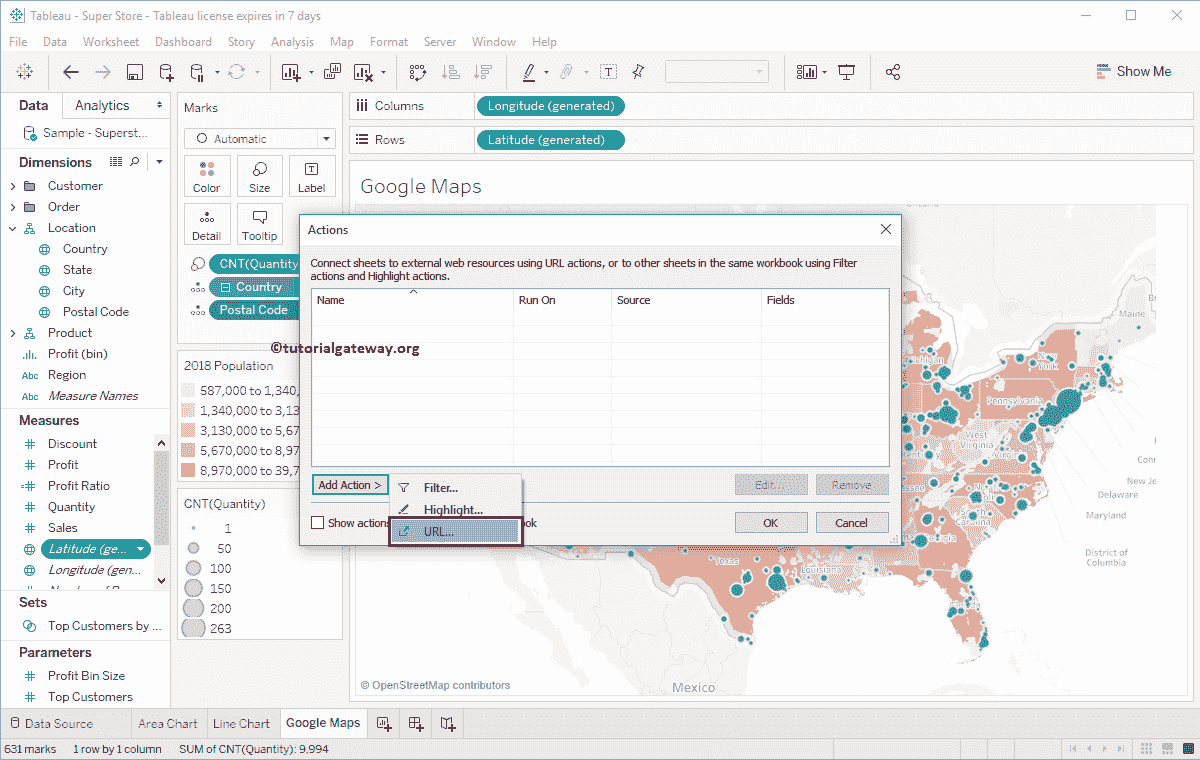 Tableau - Super Store - Tableau license expires in 7 days
File Data Worksheet Dashboard Story Analysis Map Format Server Window Help
Show Me
Data Analytics
Sample - Superst...
Dimensions
Customer
Order
Location
Country
State
City
Postal Code
Product
Profit (bin)
Abc Region
Abc Measure Names
Measures
Discount
Profit
Profit Ratio
Quantity
Sales
Latitude (ge...
Longitude (gen...
Sets
Top Customers by ...
Parameters
Profit Bin Size
Top Customers
Marks
Automatic
Color Size Label
Detail Tooltip
CNT(Quantity
Country
Postal Code
2018 Population
587,000 to 1,340,
1,340,000 to 3,13
3,130,000 to 5,67
5,670,000 to 8,97
8,970,000 to 39,7
CNT(Quantity)
1
50
100
150
200
263
Columns Longitude (generated)
Rows Latitude (generated)
Google Maps
Actions
Connect sheets to external web resources using URL actions, or to other sheets in the same workbook using Filter
actions and Highlight actions.
Name Run On Source Fields
©tutorialgateway.org
Add Action > Edit... Remove
Filter...
Highlight...
URL...
Show actions ok
OK Cancel
Ontario
Maine
Michigan
New
York
Pennsylvania
West
Virginia
Virginia
South
Carolina
Georgia
Texas
Louisiana
Florida
Conn
New Je
Delaware
Maryland
District of
Columbia
Mexico
© OpenStreetMap contributors
Data Source Area Chart Line Chart Google Maps
631 marks 1 row by 1 column SUM of CNT(Quantity): 9,994